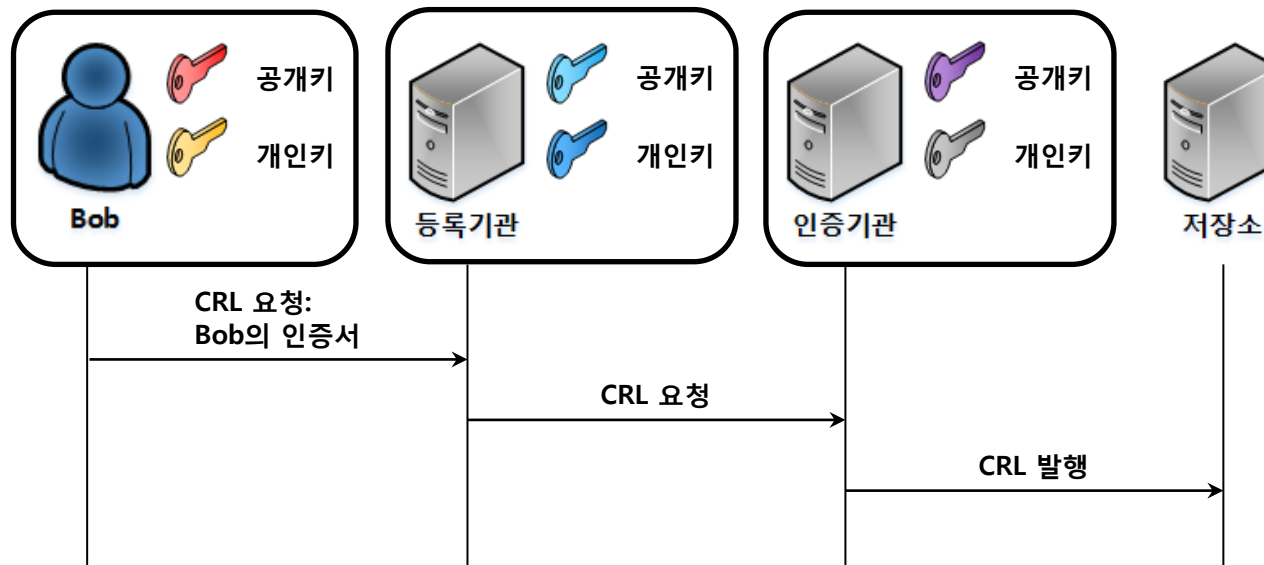 공개키
개인키
Bob
공개키
개인키
등록기관
공개키
개인키
인증기관
저장소
CRL 요청:
Bob의 인증서
CRL 요청
CRL 발행